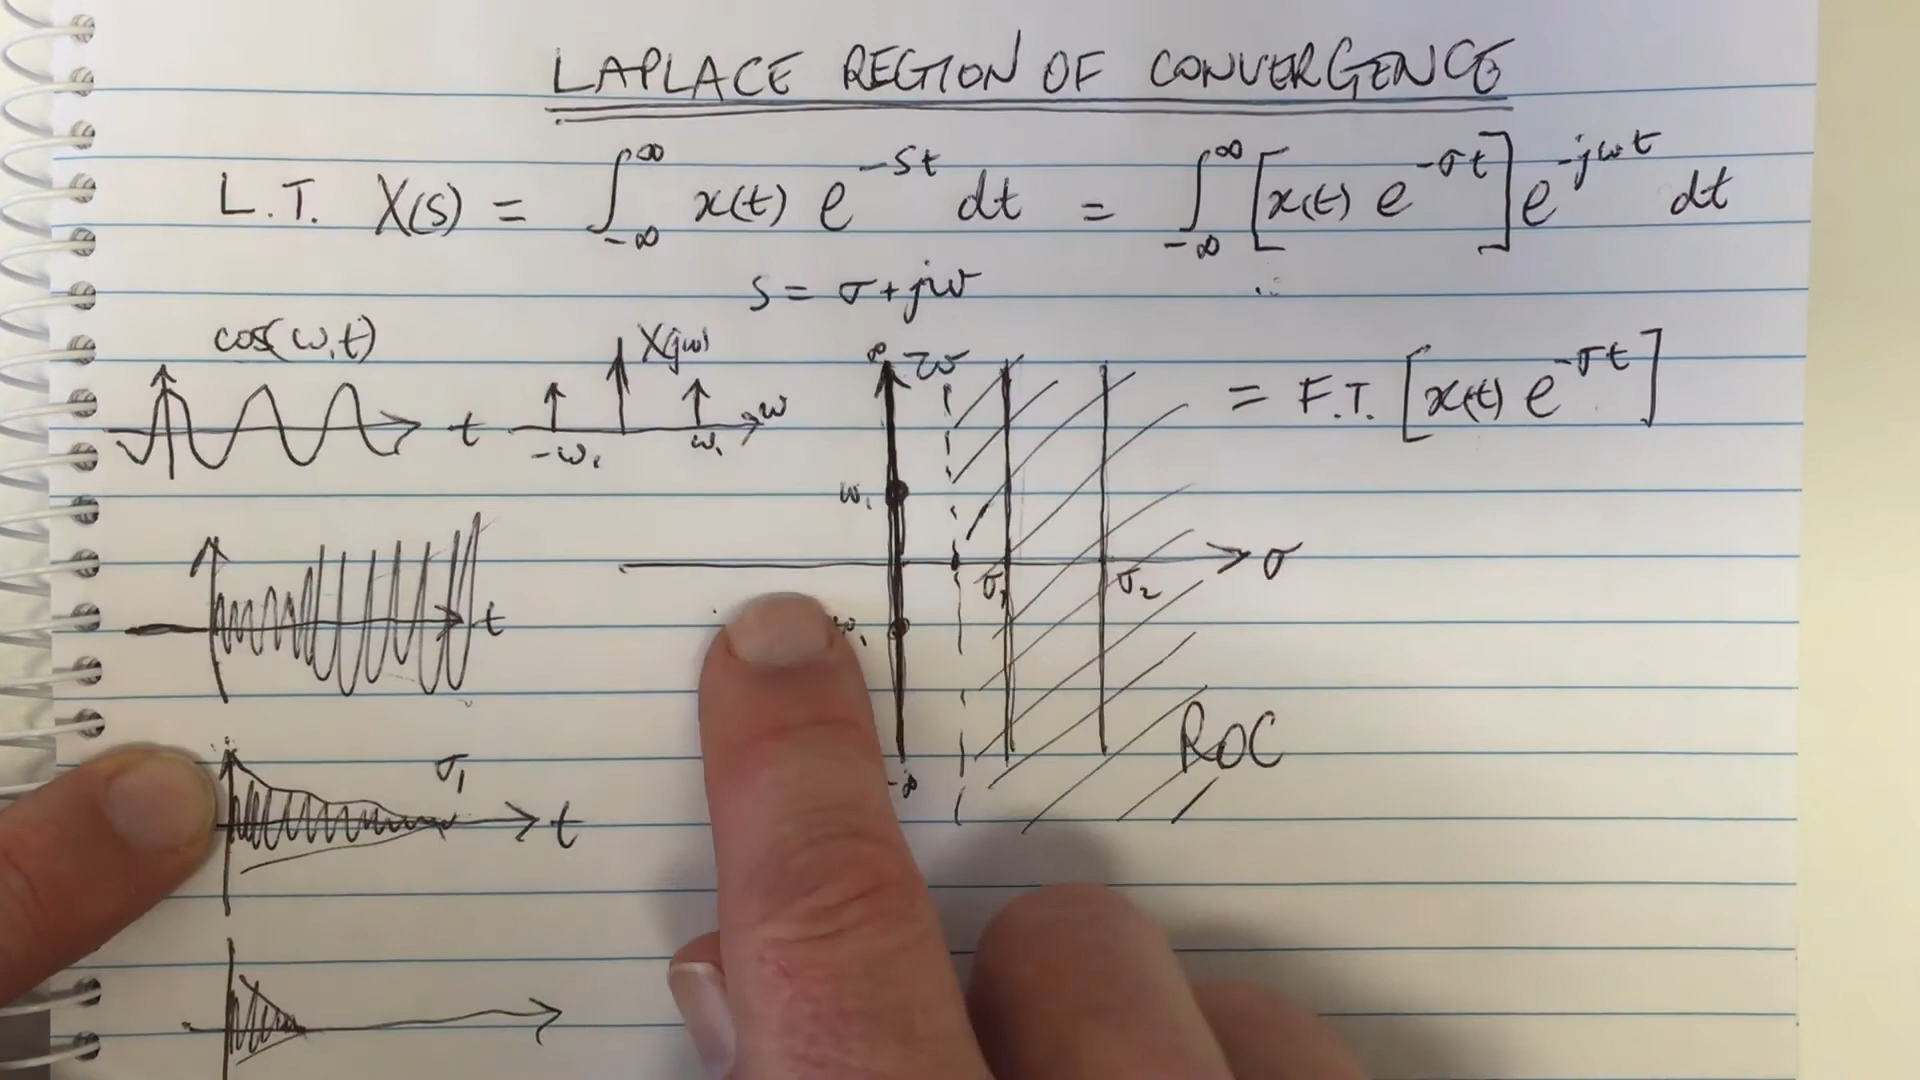 LAPLACE REGION OF CONVERGENCE
L.T. X(s) = ∫_{-∞}^{∞} x(t) e^{-st} dt = ∫_{-∞}^{∞} [x(t) e^{-σt}] e^{-jωt} dt
s = σ + jω
cos(ω₁t)
X(jω)
t
-ω₁ ω₁ ω
∞
= F.T. [x(t) e^{-σt}]
ω₁
σ₁ σ₂ σ
t
-∞
ROC
σ₁
t